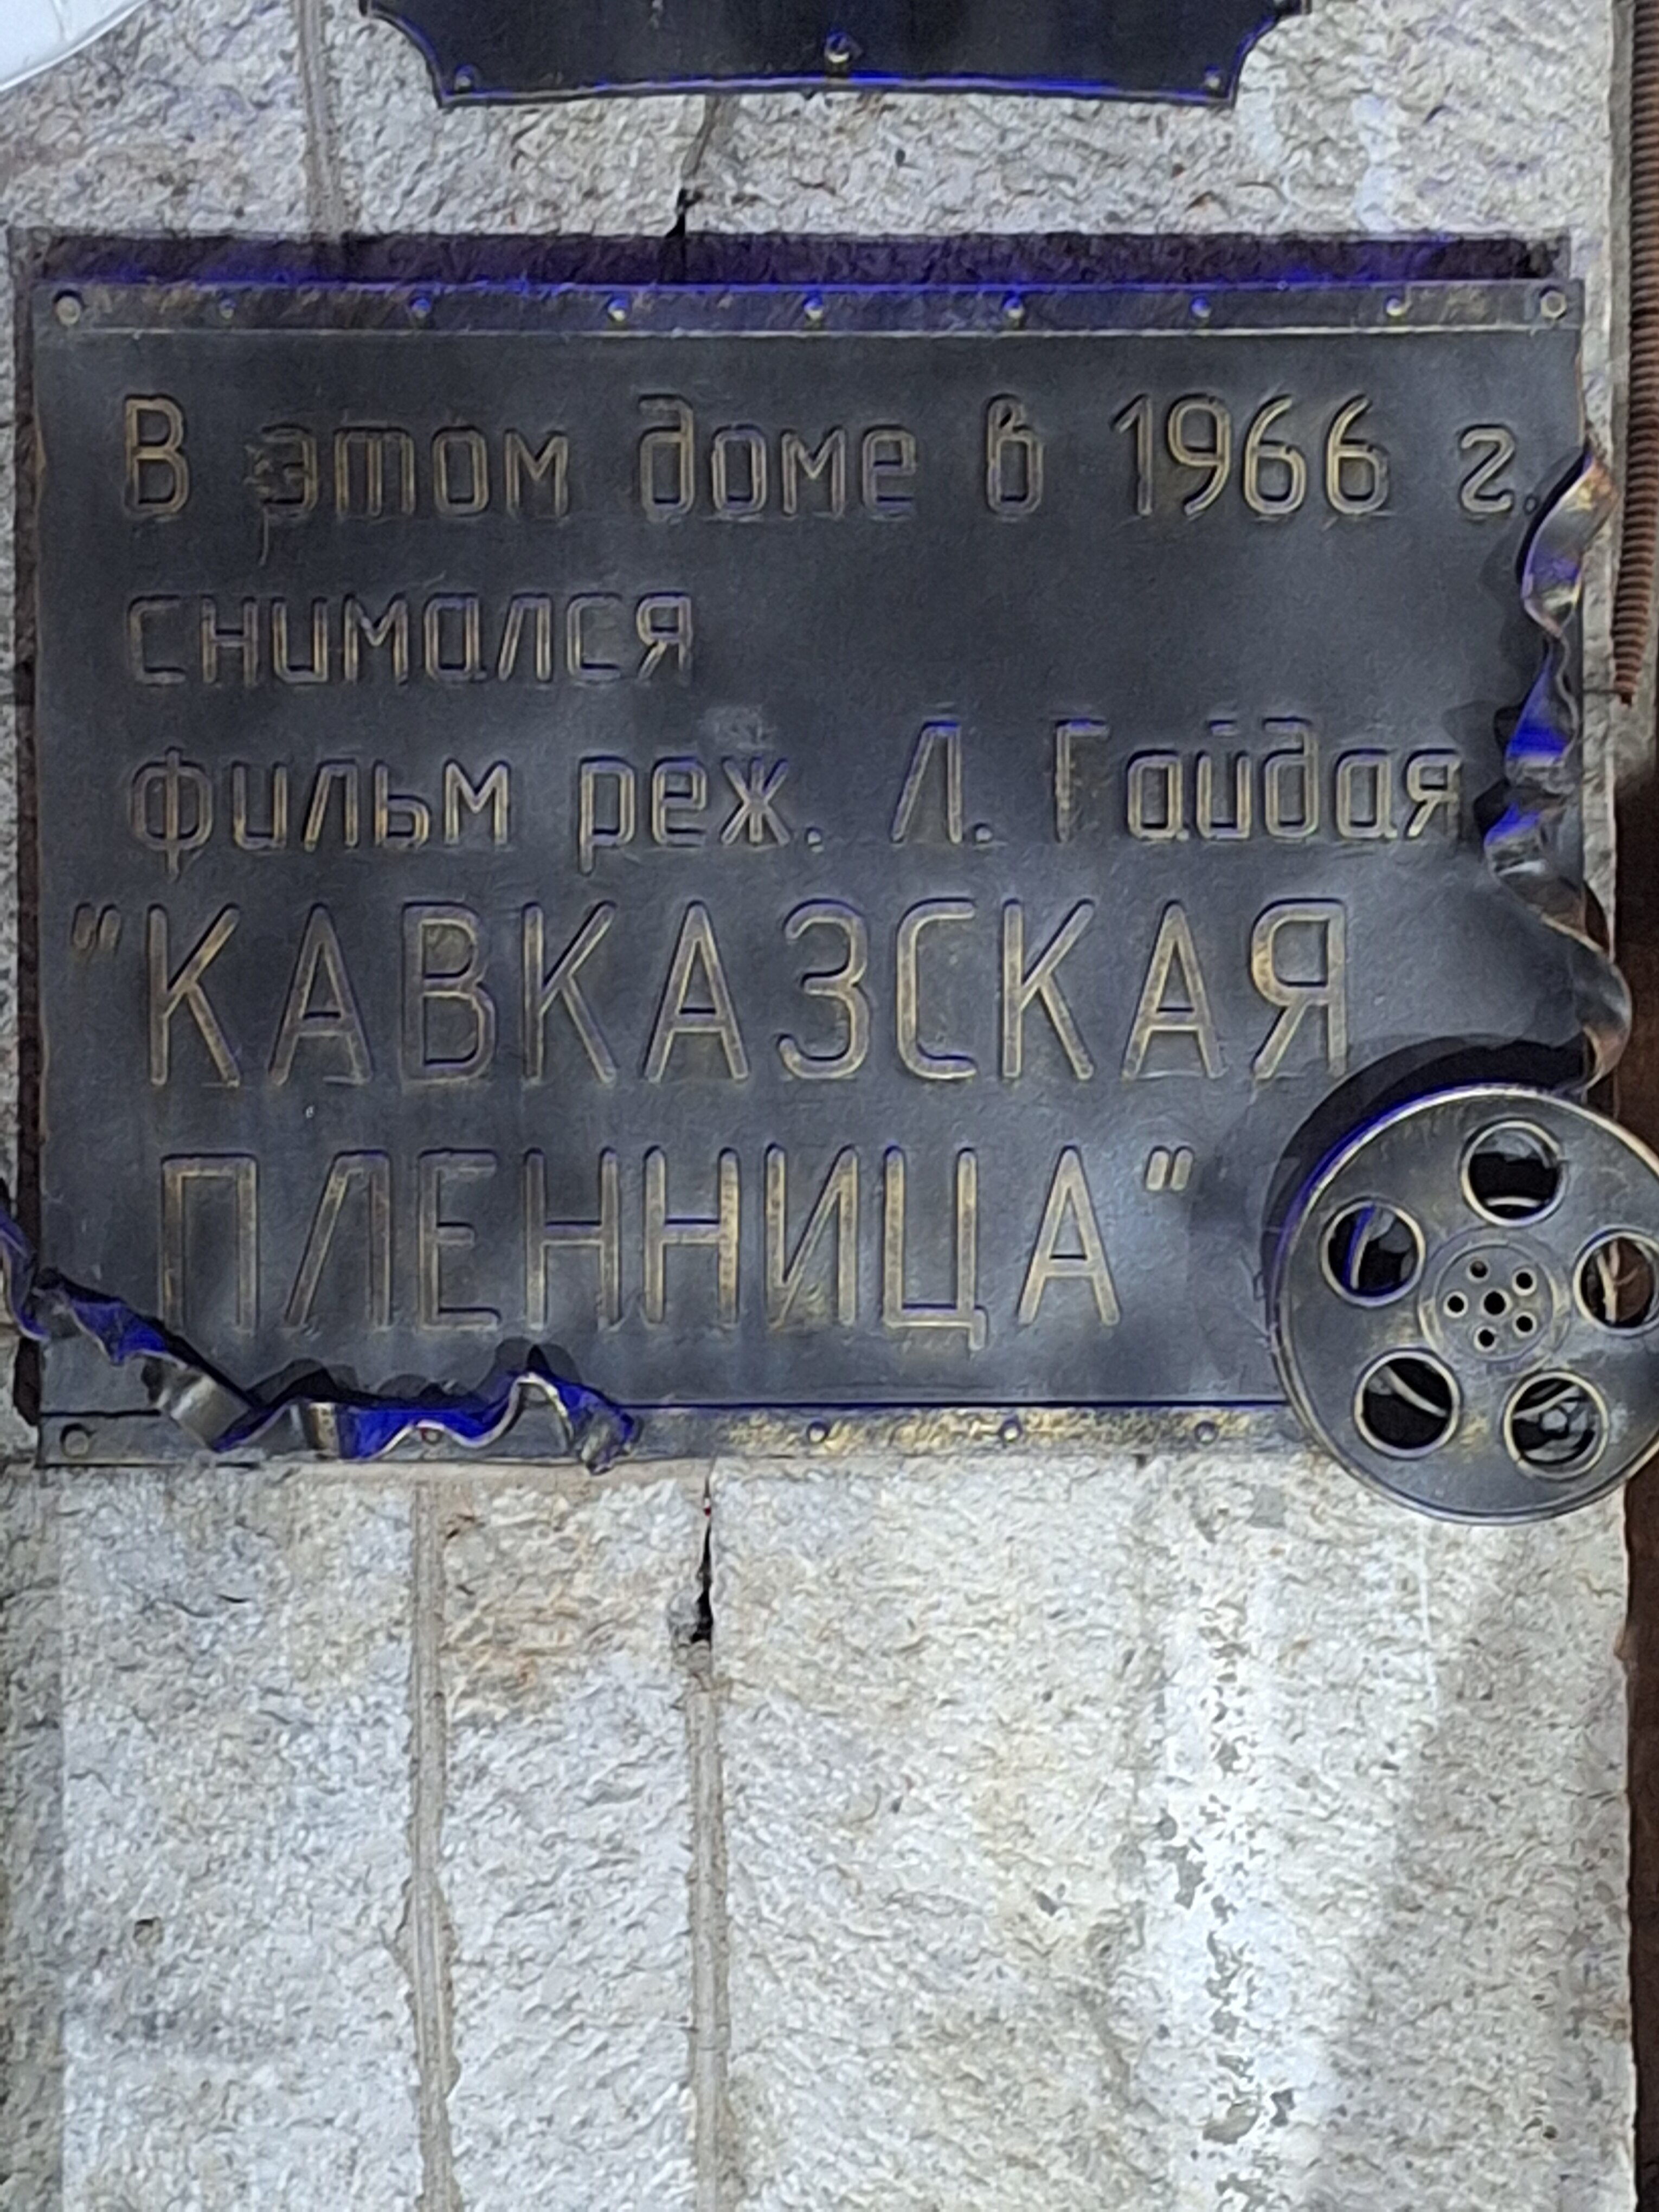 В этом доме в 1966 г.
снимался
фильм реж. Л. Гайдая
"КАВКАЗСКАЯ
ПЛЕННИЦА"